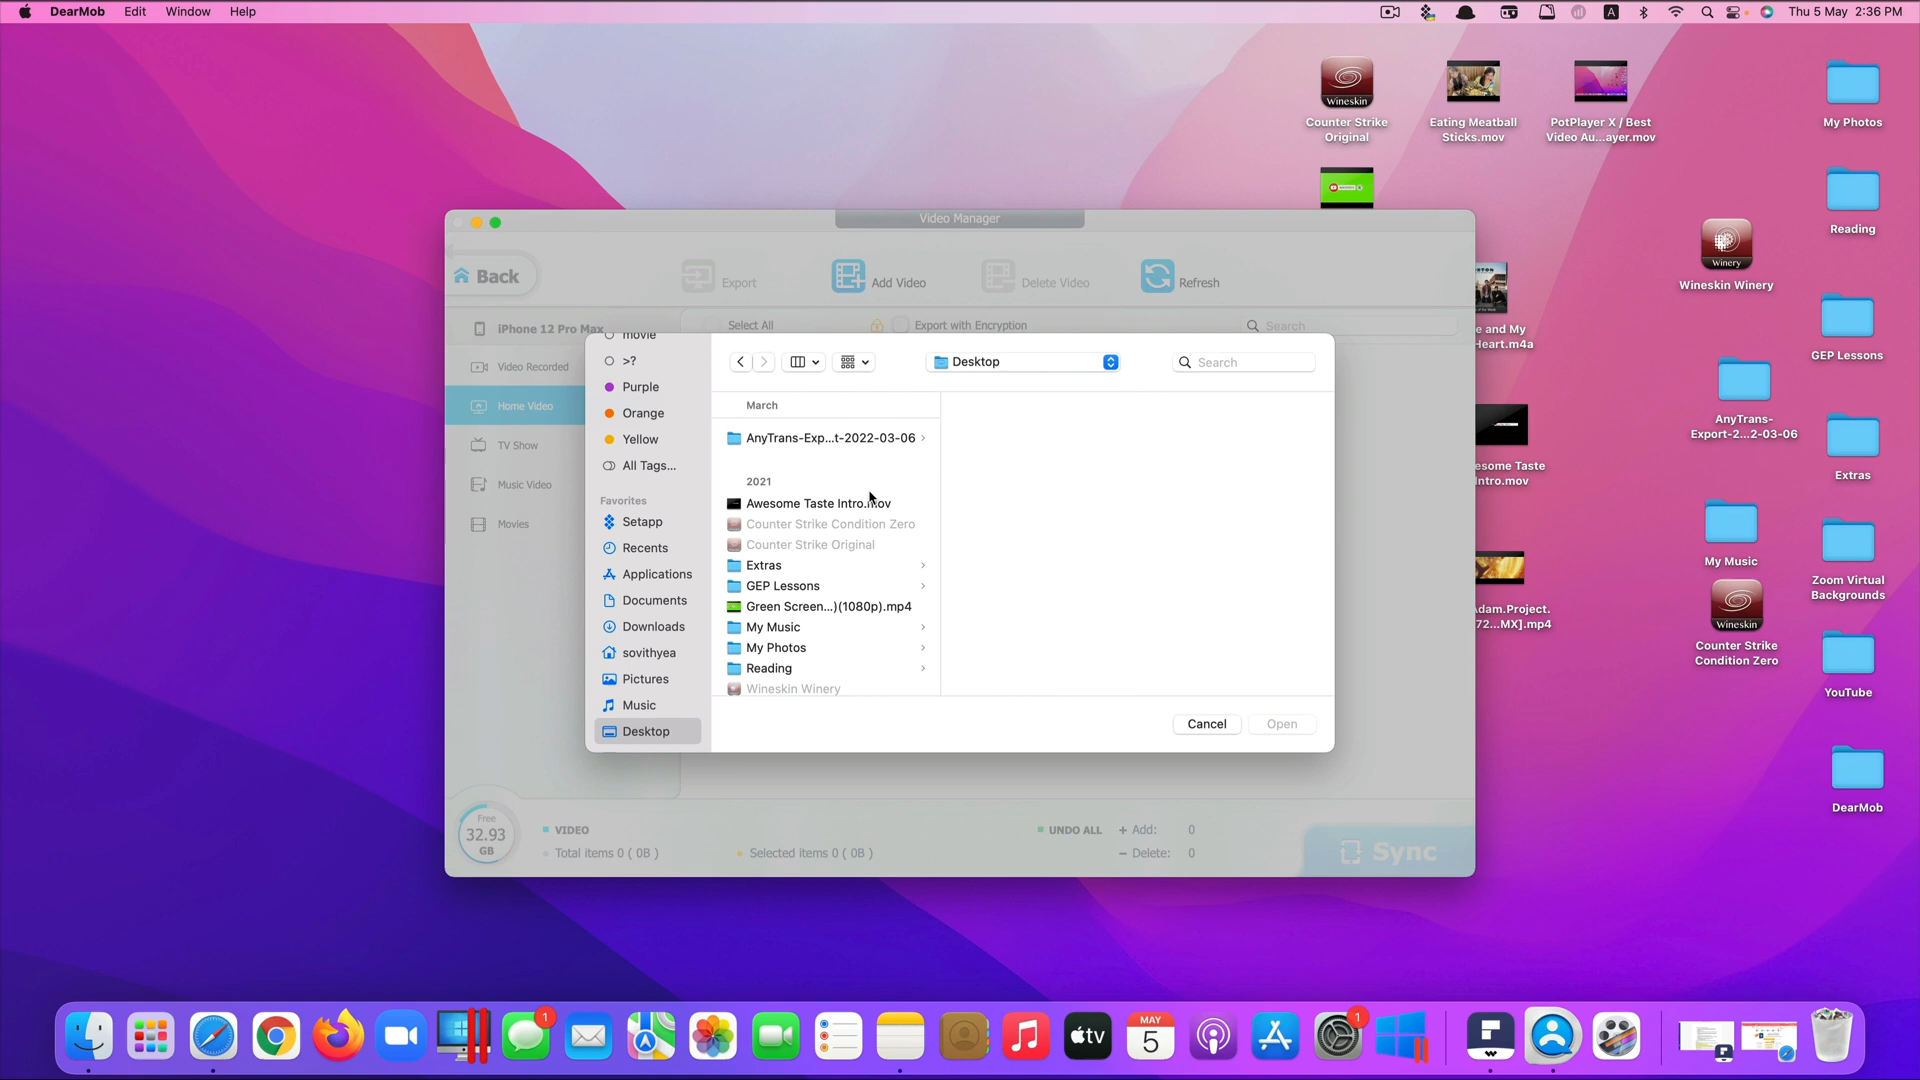 DearMob Edit Window Help
A Thu 5 May 2:36 PM
Wineskin
Counter Strike
Original
Eating Meatball
Sticks.mov
PotPlayer X / Best
Video Au...ayer.mov
My Photos
Reading
Winery
Wineskin Winery
GEP Lessons
e and My
Heart.m4a
AnyTrans-
Export-2...2-03-06
esome Taste
Intro.mov
Extras
My Music
Zoom Virtual
Backgrounds
Adam.Project.
72...MX].mp4
Wineskin
Counter Strike
Condition Zero
YouTube
DearMob
Video Manager
Back
Export
Add Video
Delete Video
Refresh
iPhone 12 Pro Max
Select All
Export with Encryption
Search
Video Recorded
Home Video
TV Show
Music Video
Movies
movie
>?
Purple
Orange
Yellow
All Tags...
Favorites
Setapp
Recents
Applications
Documents
Downloads
sovithyea
Pictures
Music
Desktop
Desktop
Search
March
AnyTrans-Exp...t-2022-03-06
2021
Awesome Taste Intro.mov
Counter Strike Condition Zero
Counter Strike Original
Extras
GEP Lessons
Green Screen...)(1080p).mp4
My Music
My Photos
Reading
Wineskin Winery
Cancel
Open
Free
32.93
GB
VIDEO
Total items 0 ( 0B )
Selected items 0 ( 0B )
UNDO ALL
+ Add: 0
− Delete: 0
Sync
1
tv
MAY
5
1